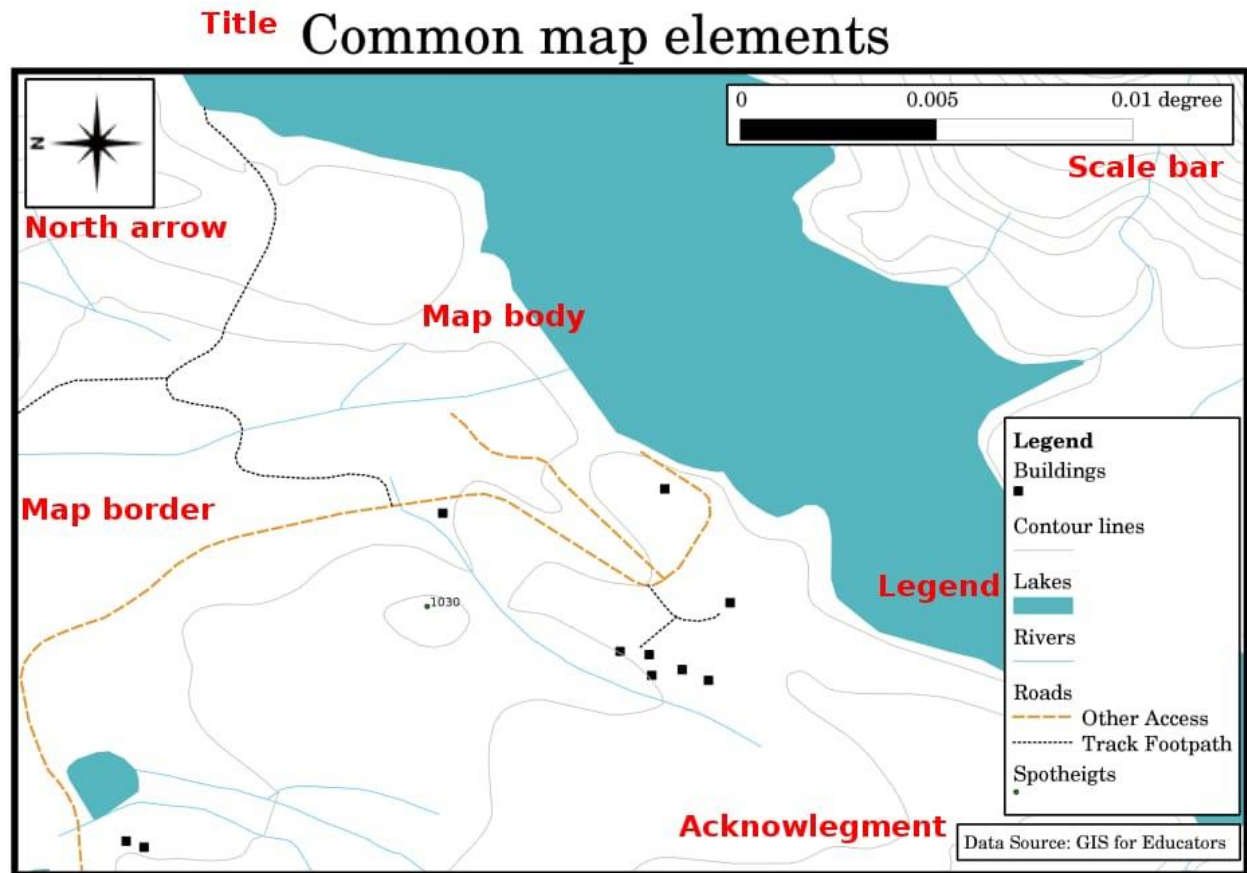 Title Common map elements
N
North arrow
0 0.005 0.01 degree
Scale bar
Map body
Map border
1030
Legend
Legend
Buildings
Contour lines
Lakes
Rivers
Roads
Other Access
Track Footpath
Spotheigts
Acknowlegment
Data Source: GIS for Educators